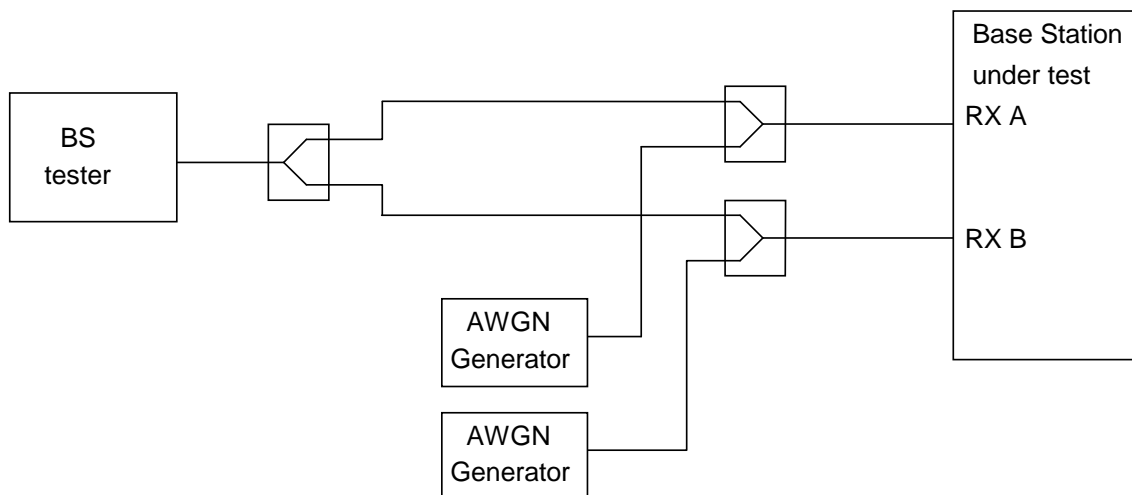 BS
tester
Base Station
under test
RX A
RX B
AWGN
Generator
AWGN
Generator